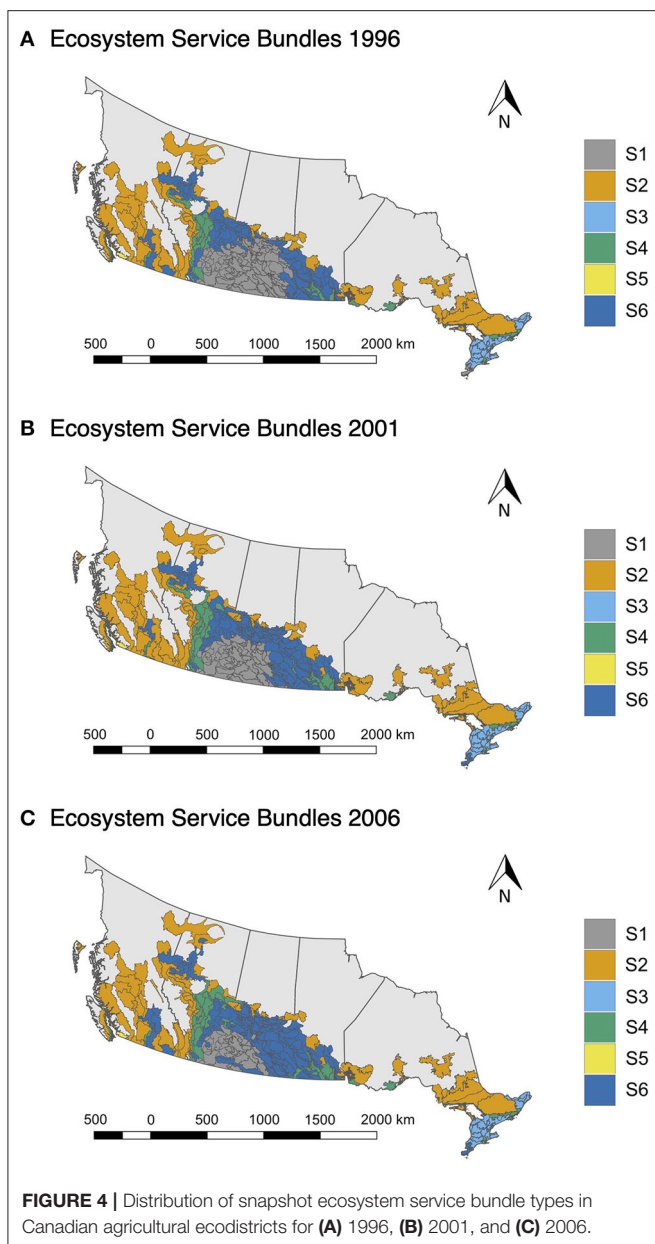 A Ecosystem Service Bundles 1996
N
S1
S2
S3
S4
S5
S6
500 0 500 1000 1500 2000 km
B Ecosystem Service Bundles 2001
N
S1
S2
S3
S4
S5
S6
500 0 500 1000 1500 2000 km
C Ecosystem Service Bundles 2006
N
S1
S2
S3
S4
S5
S6
500 0 500 1000 1500 2000 km
FIGURE 4 | Distribution of snapshot ecosystem service bundle types in
Canadian agricultural ecodistricts for (A) 1996, (B) 2001, and (C) 2006.